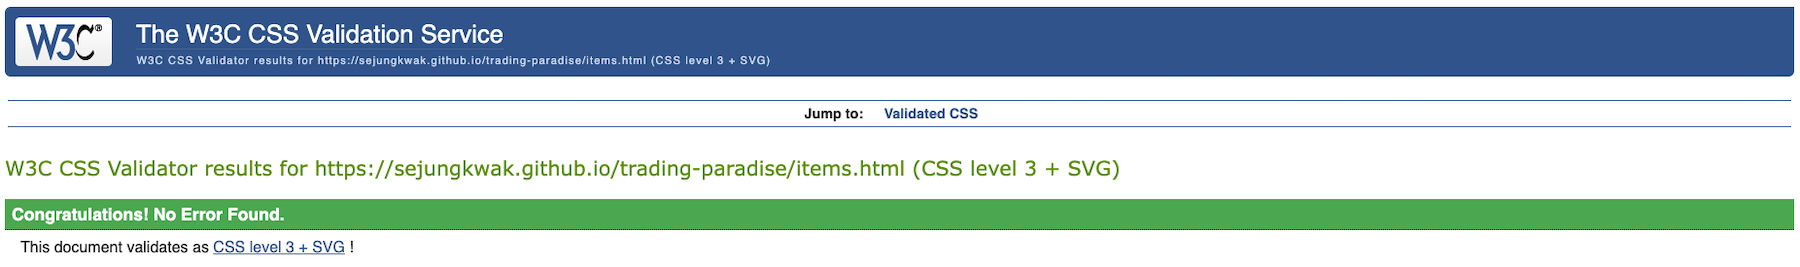 W3C®
The W3C CSS Validation Service
W3C CSS Validator results for https://sejungkwak.github.io/trading-paradise/items.html (CSS level 3 + SVG)
Jump to: Validated CSS
W3C CSS Validator results for https://sejungkwak.github.io/trading-paradise/items.html (CSS level 3 + SVG)
Congratulations! No Error Found.
This document validates as CSS level 3 + SVG !